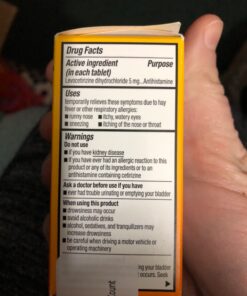 Drug Facts
Active ingredient Purpose
(in each tablet)
Levocetirizine dihydrochloride 5 mg...Antihistamine
Uses
temporarily relieves these symptoms due to hay
fever or other respiratory allergies:
■ runny nose ■ itchy, watery eyes
■ sneezing ■ itching of the nose or throat
Warnings
Do not use
■ if you have kidney disease
■ if you have ever had an allergic reaction to this
product or any of its ingredients or to an
antihistamine containing cetirizine
Ask a doctor before use if you have
■ ever had trouble urinating or emptying your bladder
When using this product
■ drowsiness may occur
■ avoid alcoholic drinks
■ alcohol, sedatives, and tranquilizers may
increase drowsiness
■ be careful when driving a motor vehicle or
operating machinery
ing your bladder
occurs. Seek
ount